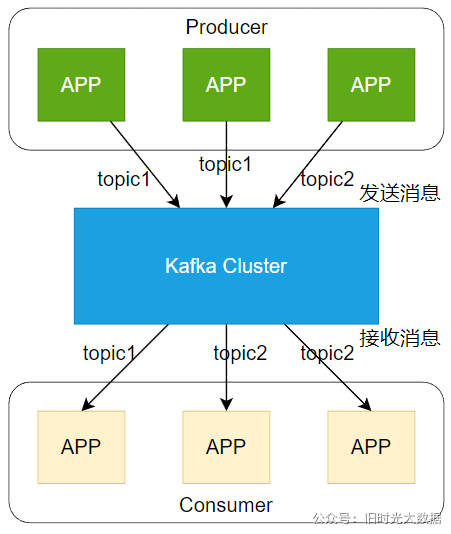 Producer
APP APP APP
topic1 topic1 topic2
发送消息
Kafka Cluster
接收消息
topic1 topic2 topic2
APP APP APP
Consumer
公众号：旧时光大数据